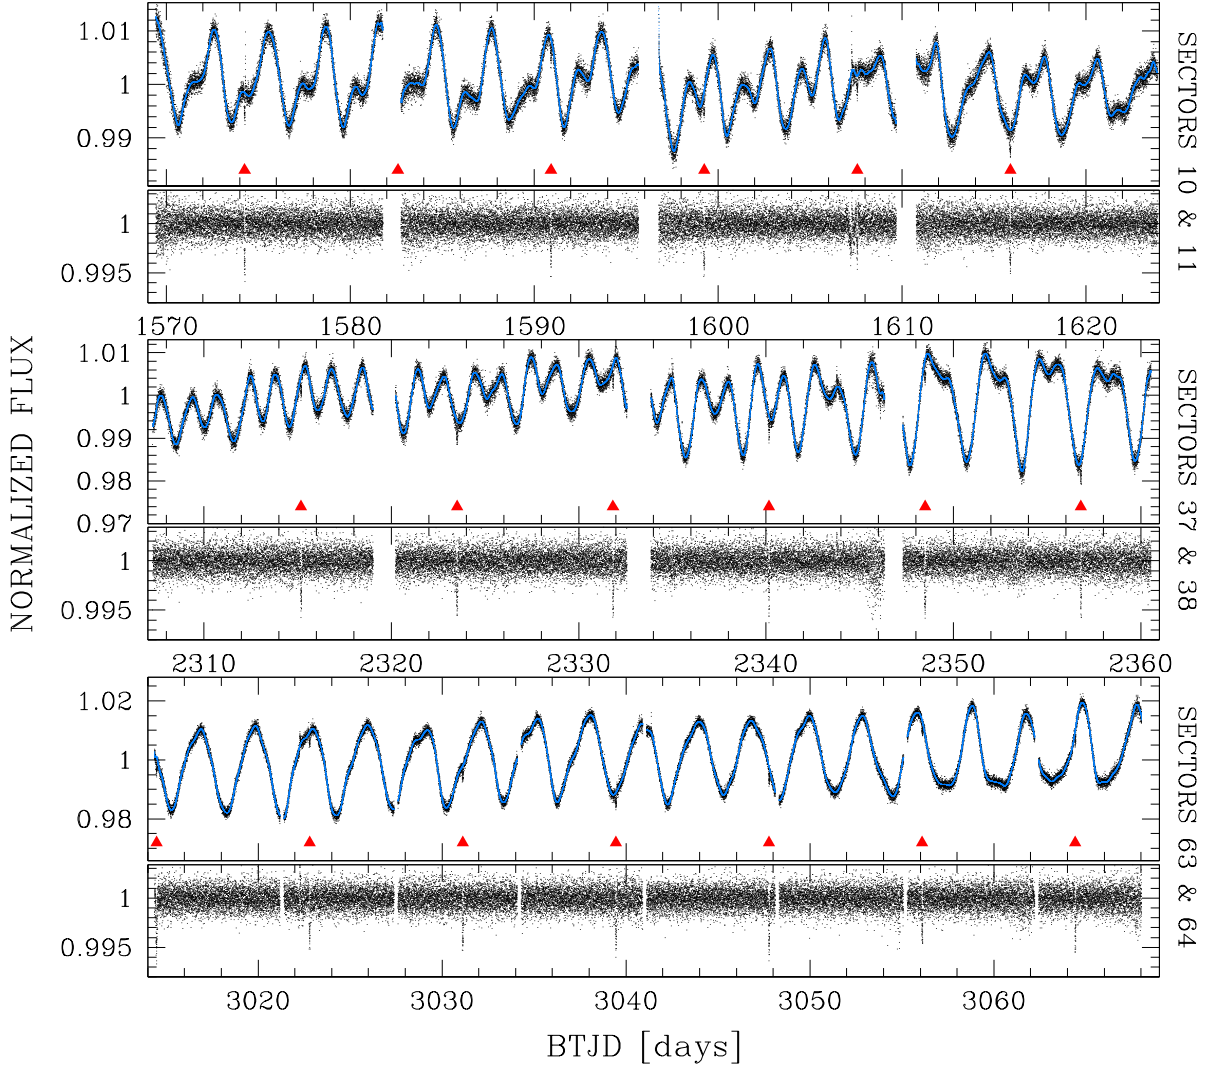 1.01
1
0.99
SECTORS 10 & 11
1
0.995
1570 1580 1590 1600 1610 1620
NORMALIZED FLUX
1.01
1
0.99
0.98
0.97
SECTORS 37 & 38
1
0.995
2310 2320 2330 2340 2350 2360
1.02
1
0.98
SECTORS 63 & 64
1
0.995
3020 3030 3040 3050 3060
BTJD [days]